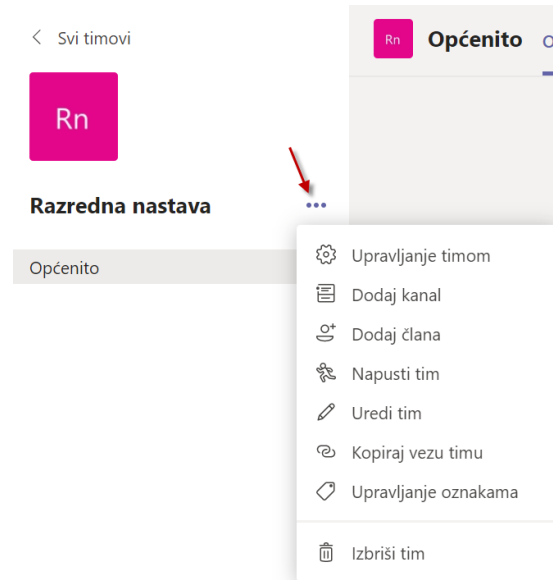 Svi timovi
Rn
Općenito
Rn
Razredna nastava
Općenito
Upravljanje timom
Dodaj kanal
Dodaj člana
Napusti tim
Uredi tim
Kopiraj vezu timu
Upravljanje oznakama
Izbriši tim